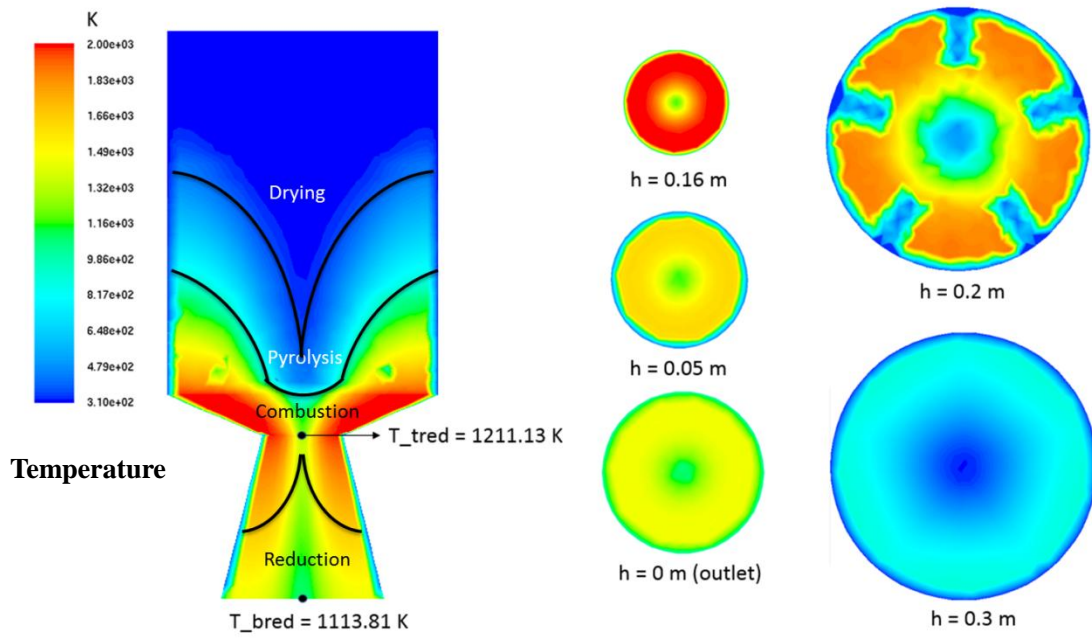 K
2.00e+03
1.83e+03
1.66e+03
1.49e+03
1.32e+03
1.16e+03
9.86e+02
8.17e+02
6.48e+02
4.79e+02
3.10e+02
Temperature
Drying
Pyrolysis
Combustion
T_tred = 1211.13 K
Reduction
T_bred = 1113.81 K
h = 0.16 m
h = 0.05 m
h = 0 m (outlet)
h = 0.2 m
h = 0.3 m